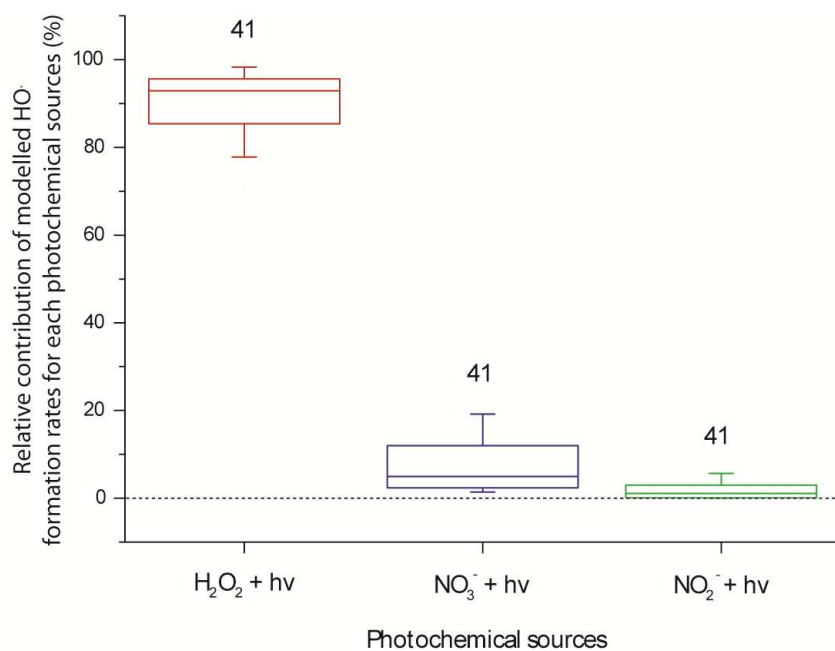 Relative contribution of modelled HO·
formation rates for each photochemical sources (%)
100
80
60
40
20
0
41
41
41
H₂O₂ + hv
NO₃⁻ + hv
NO₂⁻ + hv
Photochemical sources